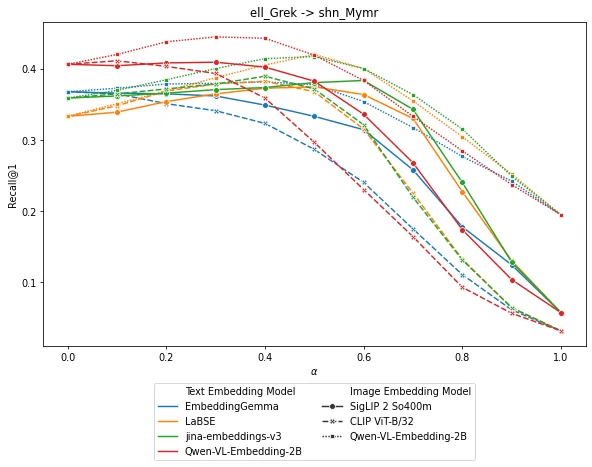 ell_Grek -> shn_Mymr
Recall@1
0.4
0.3
0.2
0.1
0.0 0.2 0.4 0.6 0.8 1.0
α
Text Embedding Model Image Embedding Model
EmbeddingGemma SigLIP 2 So400m
LaBSE CLIP ViT-B/32
jina-embeddings-v3 Qwen-VL-Embedding-2B
Qwen-VL-Embedding-2B